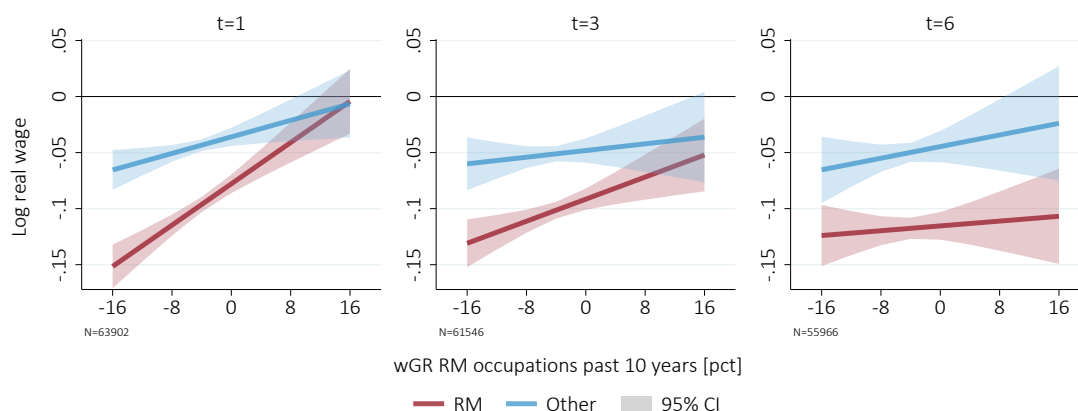 t=1
t=3
t=6
Log real wage
.05
0
-.05
-.1
-.15
-16 -8 0 8 16
N=63902
.05
0
-.05
-.1
-.15
-16 -8 0 8 16
N=61546
.05
0
-.05
-.1
-.15
-16 -8 0 8 16
N=55966
wGR RM occupations past 10 years [pct]
RM Other 95% CI